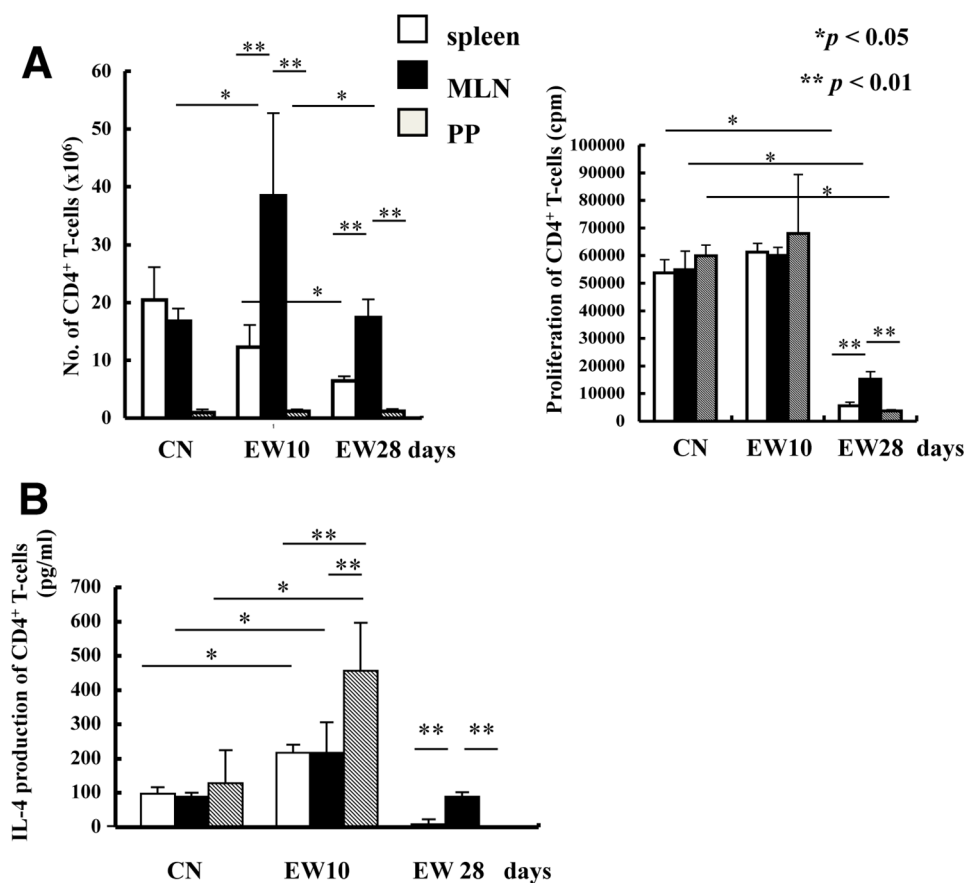 A
spleen
MLN
PP
*p < 0.05
** p < 0.01
No. of CD4+ T-cells (x10⁶)
60
50
40
30
20
10
0
** **
* *
** **
*
CN EW10 EW28 days
Proliferation of CD4+ T-cells (cpm)
100000
90000
80000
70000
60000
50000
40000
30000
20000
10000
0
*
*
*
** **
CN EW10 EW28 days
B
IL-4 production of CD4+ T-cells
(pg/ml)
700
600
500
400
300
200
100
0
**
**
*
*
*
** **
CN EW10 EW 28 days